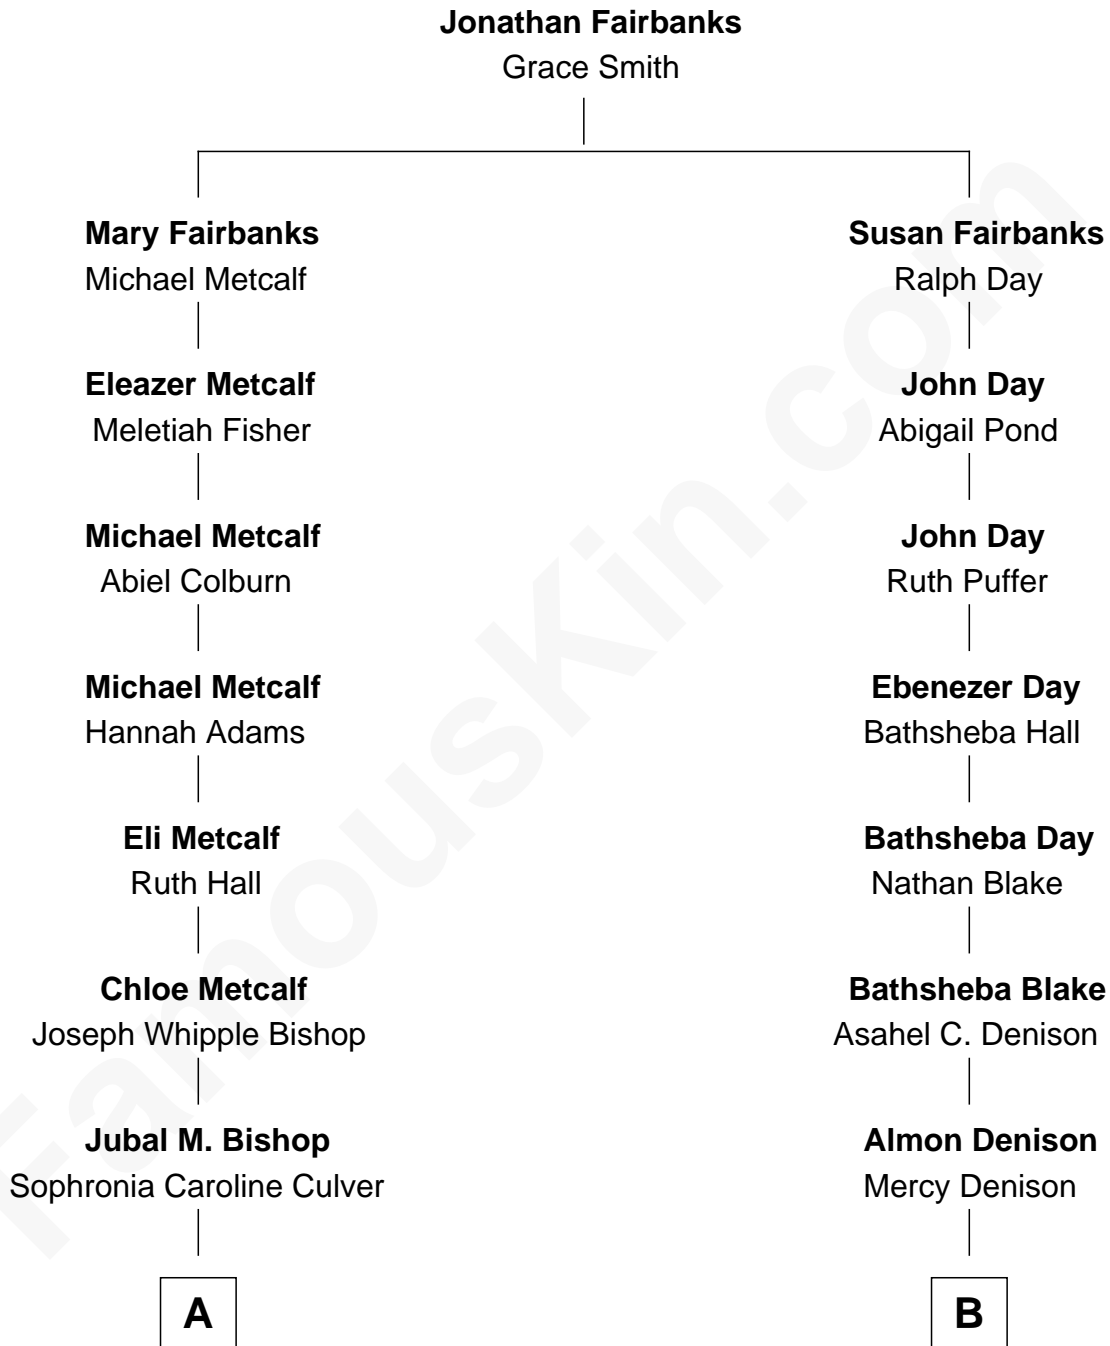 Jonathan Fairbanks
Grace Smith
Mary Fairbanks
Michael Metcalf
Susan Fairbanks
Ralph Day
Eleazer Metcalf
Meletiah Fisher
John Day
Abigail Pond
Michael Metcalf
Abiel Colburn
John Day
Ruth Puffer
Michael Metcalf
Hannah Adams
Ebenezer Day
Bathsheba Hall
Eli Metcalf
Ruth Hall
Bathsheba Day
Nathan Blake
Chloe Metcalf
Joseph Whipple Bishop
Bathsheba Blake
Asahel C. Denison
Jubal M. Bishop
Sophronia Caroline Culver
Almon Denison
Mercy Denison
A
B
FamousKin.com